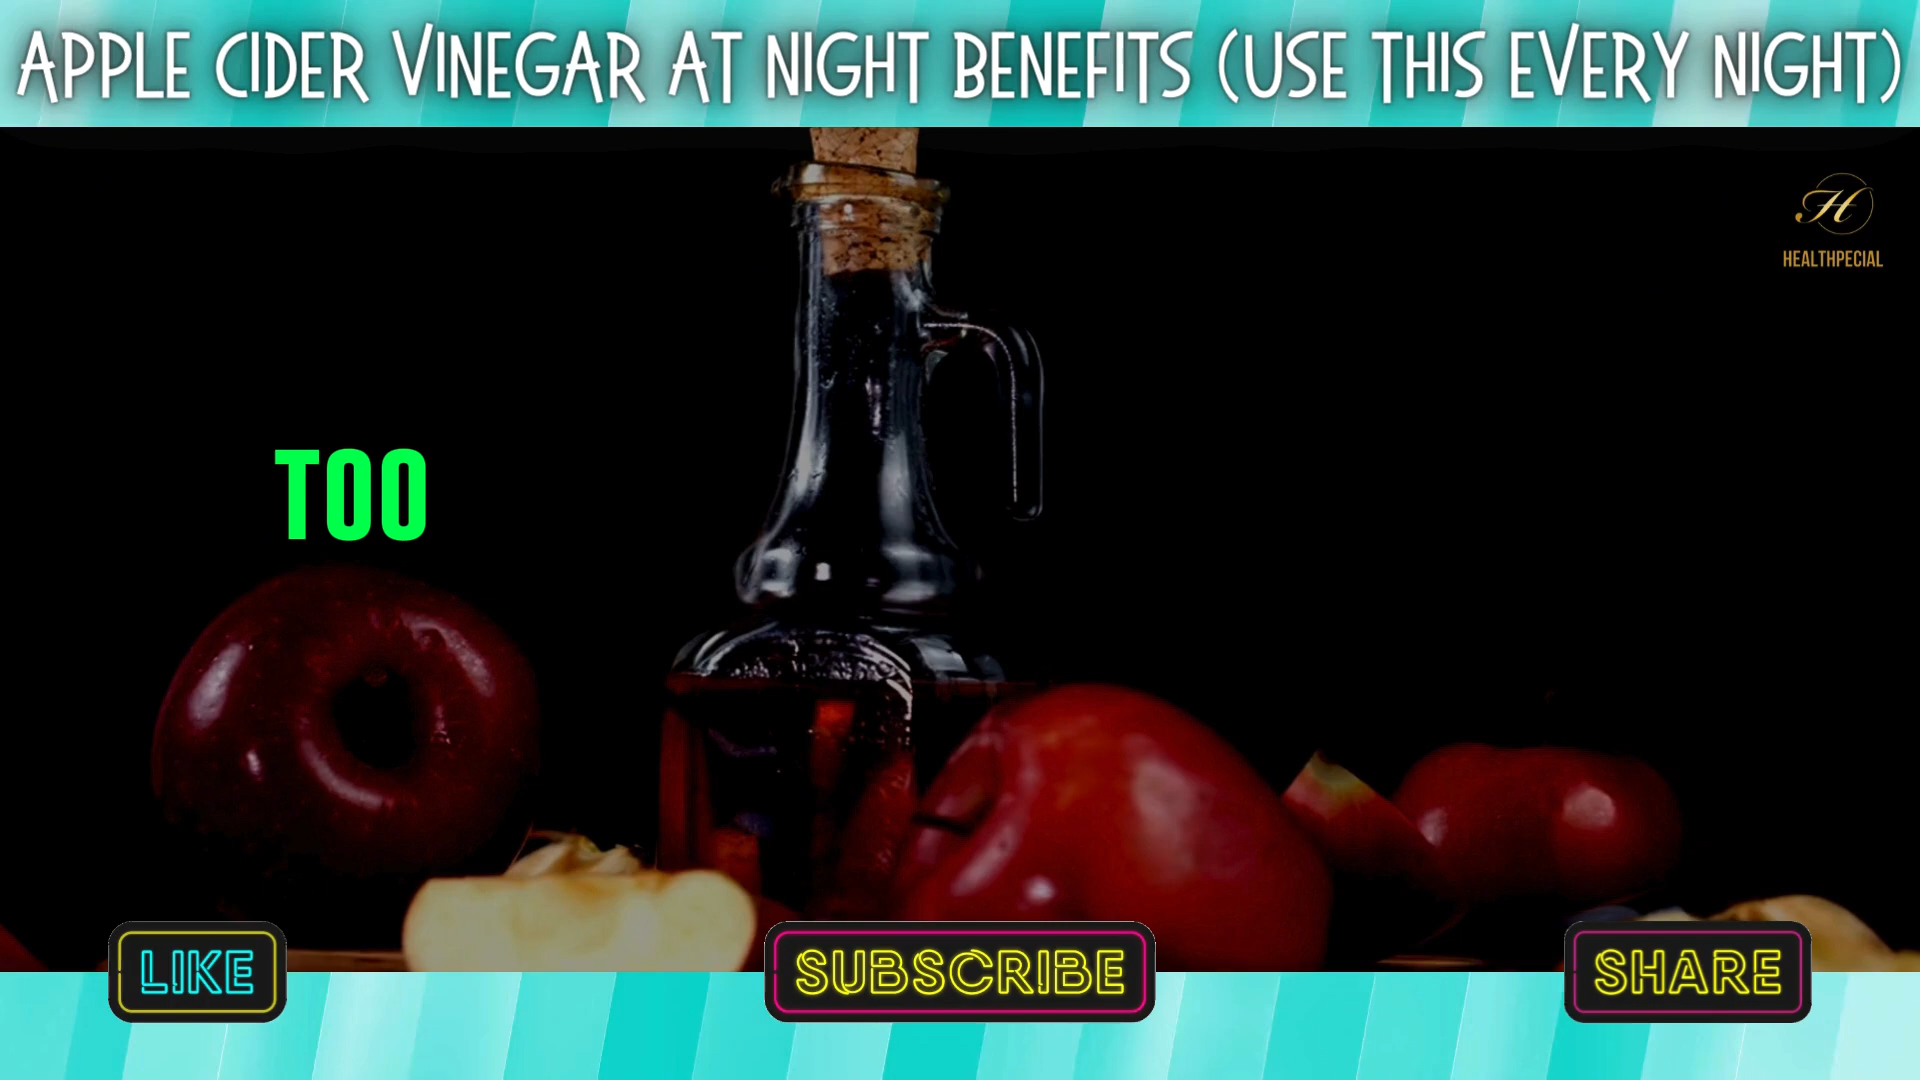 APPLE CIDER VINEGAR AT NIGHT BENEFITS (USE THIS EVERY NIGHT)
H
HEALTHPECIAL
TOO
LIKE
SUBSCRIBE
SHARE